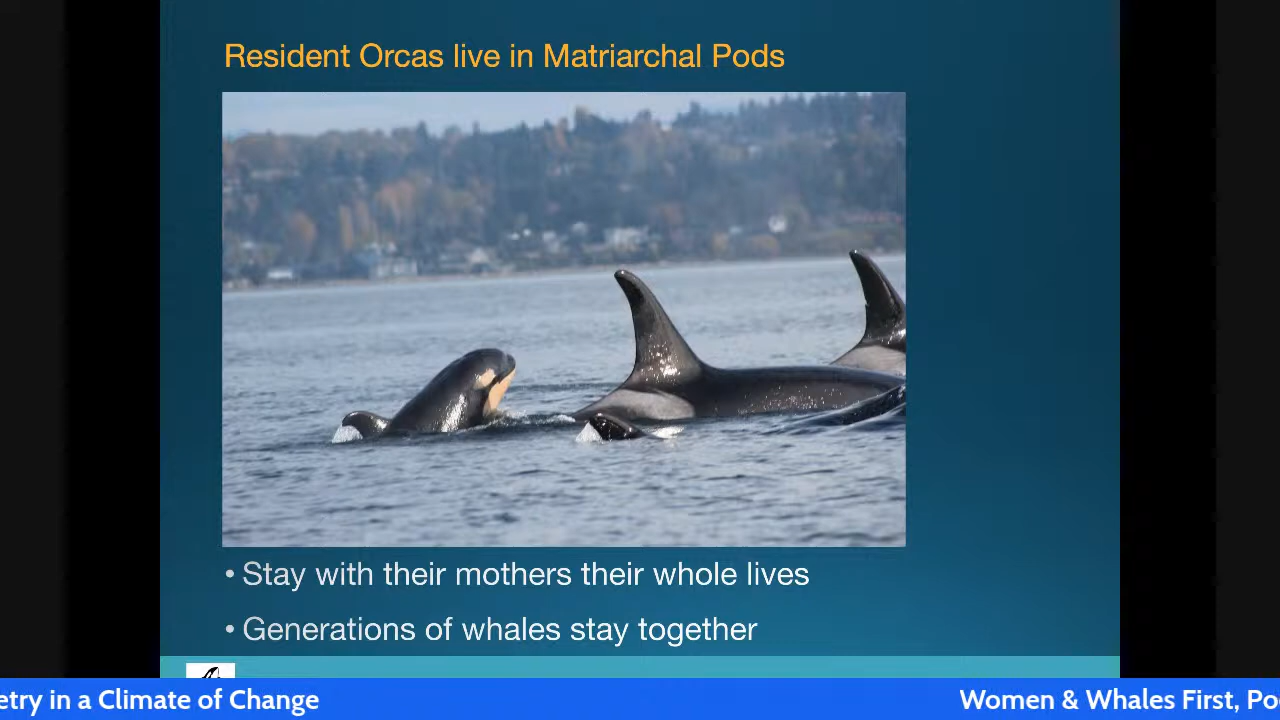 Resident Orcas live in Matriarchal Pods
• Stay with their mothers their whole lives
• Generations of whales stay together
etry in a Climate of Change
Women & Whales First, Po